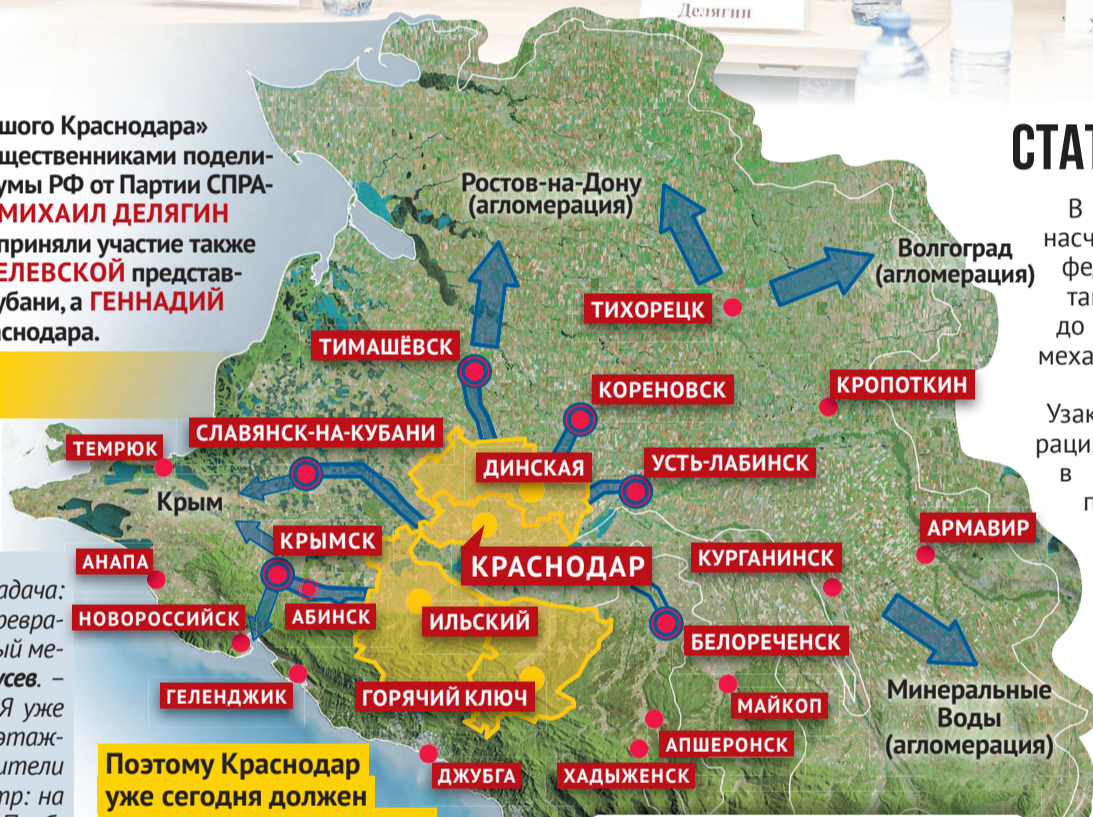 Делягин
шого Краснодара»
щественниками подели-
умы РФ от Партии СПРА-
МИХАИЛ ДЕЛЯГИН
приняли участие также
ЕЛЕВСКОЙ представ-
убани, а ГЕННАДИЙ
снодара.
СТАТ
В
насч
фед
та
до
меха
Узак
рация
в
п
Ростов-на-Дону
(агломерация)
Волгоград
(агломерация)
ТИХОРЕЦК
ТИМАШЁВСК
КОРЕНОВСК
КРОПОТКИН
СЛАВЯНСК-НА-КУБАНИ
ТЕМРЮК
ДИНСКАЯ
УСТЬ-ЛАБИНСК
Крым
АРМАВИР
КРЫМСК
КРАСНОДАР
КУРГАНИНСК
АНАПА
НОВОРОССИЙСК
АБИНСК
ИЛЬСКИЙ
БЕЛОРЕЧЕНСК
ГЕЛЕНДЖИК
ГОРЯЧИЙ КЛЮЧ
МАЙКОП
Минеральные
Воды
(агломерация)
АПШЕРОНСК
ДЖУБГА
ХАДЫЖЕНСК
адача:
ревра-
ый ме-
усев. –
Я уже
этаж-
ители
тр: на
Поэтому Краснодар
уже сегодня должен